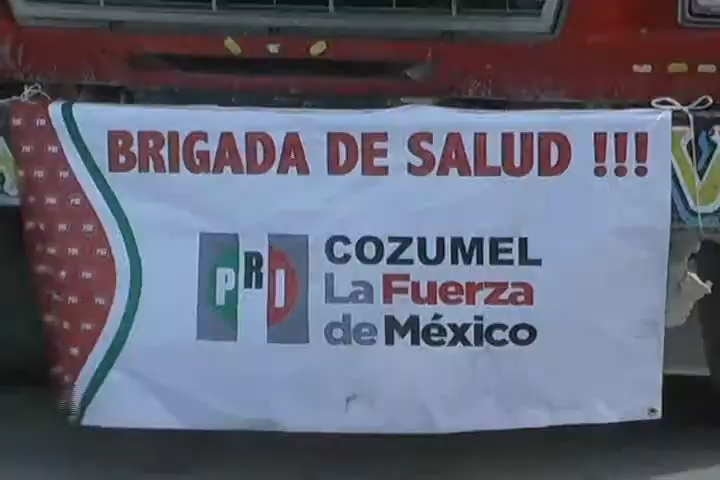 BRIGADA DE SALUD !!!
PRI
COZUMEL
La Fuerza
de México